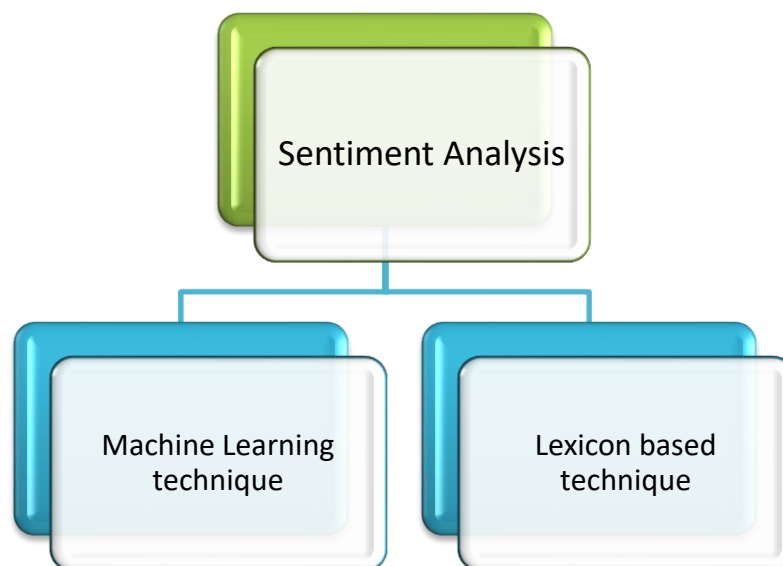 Sentiment Analysis
Machine Learning
technique
Lexicon based
technique